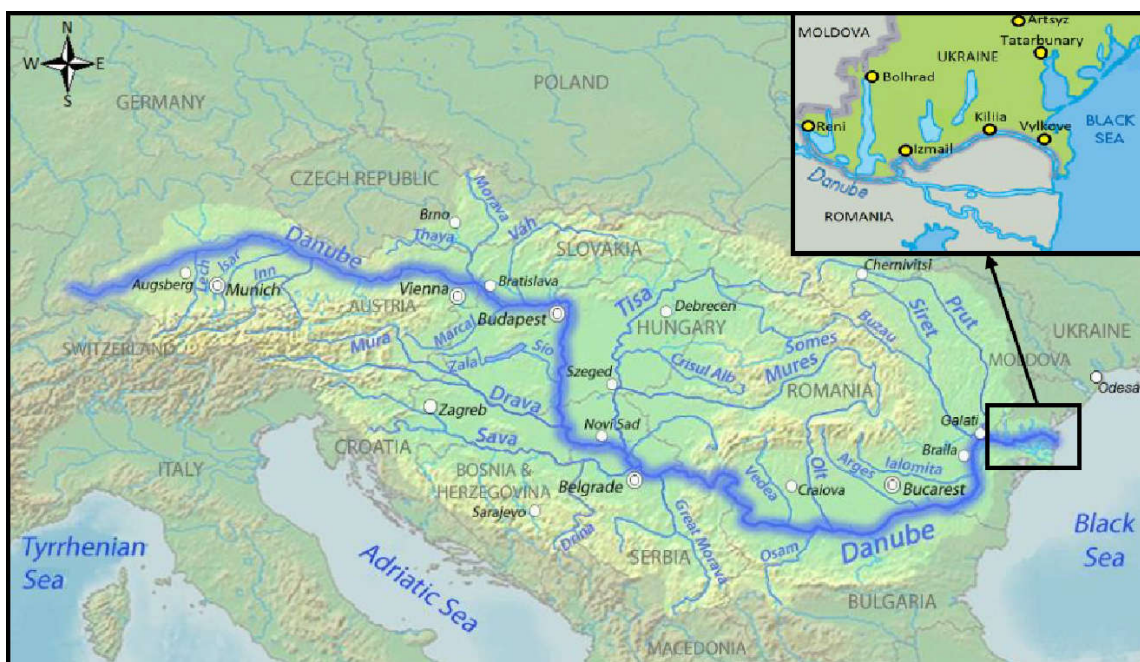 N
W E
S
GERMANY
POLAND
CZECH REPUBLIC
Brno
Morava
Thaya
Váh
SLOVAKIA
Danube
Lech
Isar
Inn
Augsberg
Munich
Vienna
Bratislava
AUSTRIA
Budapest
SWITZERLAND
Mura
Marcal
Zalal
Sio
Tisa
Debrecen
HUNGARY
Chernivitsi
Prut
Siret
Buzau
UKRAINE
MOLDOVA
Odesa
Somes
Crisul Alb
Mures
Szeged
ROMANIA
Drava
Zagreb
Sava
Novi Sad
CROATIA
ITALY
BOSNIA &
HERZEGOVINA
Belgrade
Sarajevo
Drina
Great Morava
SERBIA
Vedea
Craiova
Olt
Arges
Ialomita
Bucarest
Galati
Braila
Danube
Osam
BULGARIA
MACEDONIA
Tyrrhenian
Sea
Adriatic Sea
Black
Sea
MOLDOVA
Artsyz
Tatarbunary
UKRAINE
Bolhrad
Reni
Kiliia
Vylkove
Izmail
BLACK
SEA
Danube
ROMANIA